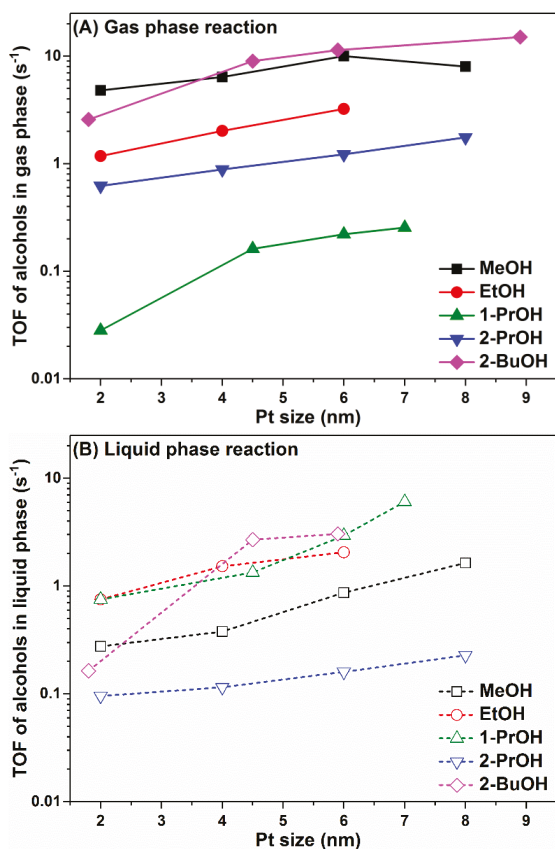 (A) Gas phase reaction
TOF of alcohols in gas phase (s⁻¹)
10
1
0.1
0.01
MeOH
EtOH
1-PrOH
2-PrOH
2-BuOH
2 3 4 5 6 7 8 9
Pt size (nm)
(B) Liquid phase reaction
TOF of alcohols in liquid phase (s⁻¹)
10
1
0.1
0.01
MeOH
EtOH
1-PrOH
2-PrOH
2-BuOH
2 3 4 5 6 7 8 9
Pt size (nm)